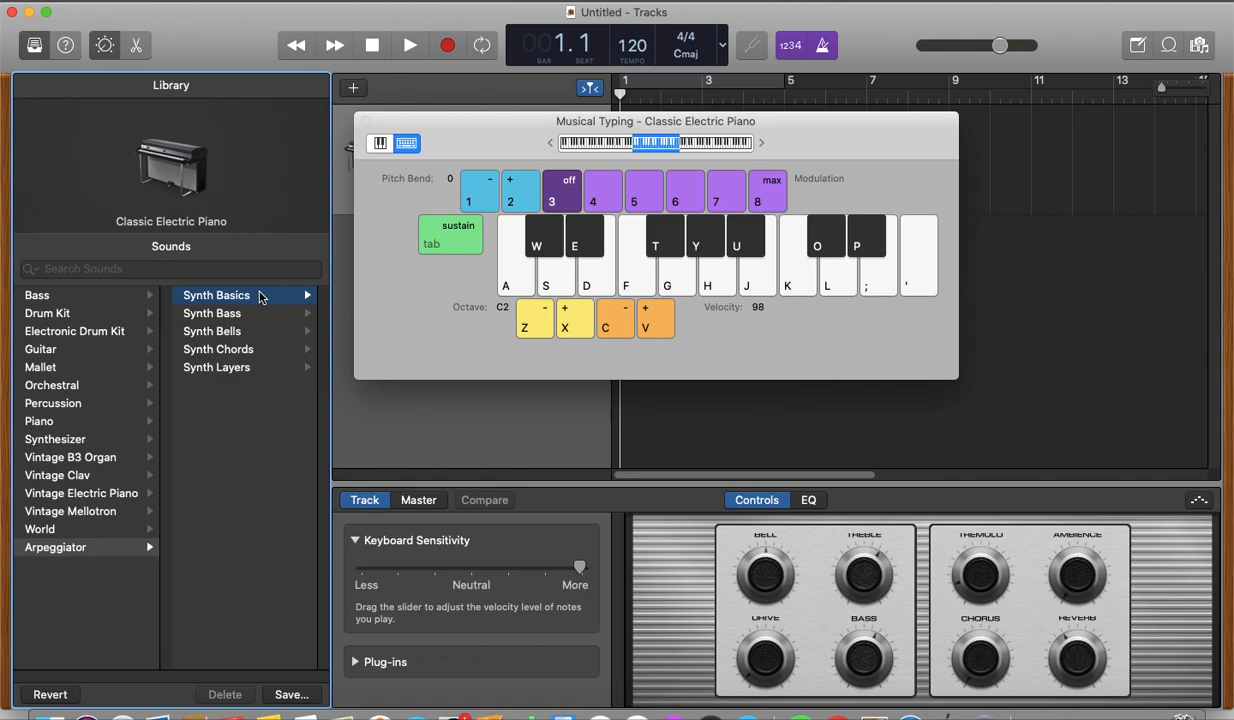 Untitled - Tracks
001.1
BAR BEAT
120
TEMPO
4/4
Cmaj
1234
Library
Classic Electric Piano
Sounds
Search Sounds
Bass
Drum Kit
Electronic Drum Kit
Guitar
Mallet
Orchestral
Percussion
Piano
Synthesizer
Vintage B3 Organ
Vintage Clav
Vintage Electric Piano
Vintage Mellotron
World
Arpeggiator
Synth Basics
Synth Bass
Synth Bells
Synth Chords
Synth Layers
Revert
Delete
Save...
1 3 5 7 9 11 13
Musical Typing - Classic Electric Piano
Pitch Bend: 0
- + off max
1 2 3 4 5 6 7 8
Modulation
sustain
tab
W E T Y U O P
A S D F G H J K L ; '
Octave: C2
- + - +
Z X C V
Velocity: 98
Track Master Compare
Controls EQ
Keyboard Sensitivity
Less Neutral More
Drag the slider to adjust the velocity level of notes
you play.
Plug-ins
BELL TREBLE TREMOLO AMBIENCE
DRIVE BASS CHORUS REVERB